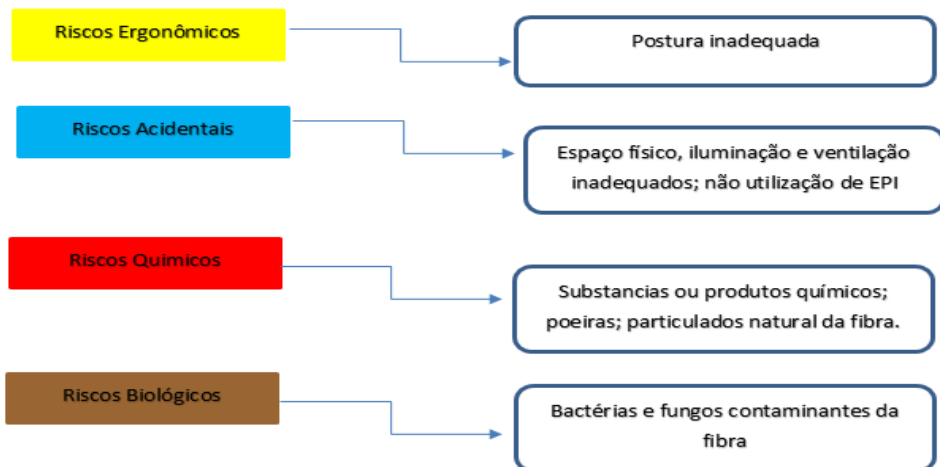 Riscos Ergonômicos
Postura inadequada
Riscos Acidentais
Espaço físico, iluminação e ventilação
inadequados; não utilização de EPI
Riscos Quimicos
Substancias ou produtos químicos;
poeiras; particulados natural da fibra.
Riscos Biológicos
Bactérias e fungos contaminantes da
fibra